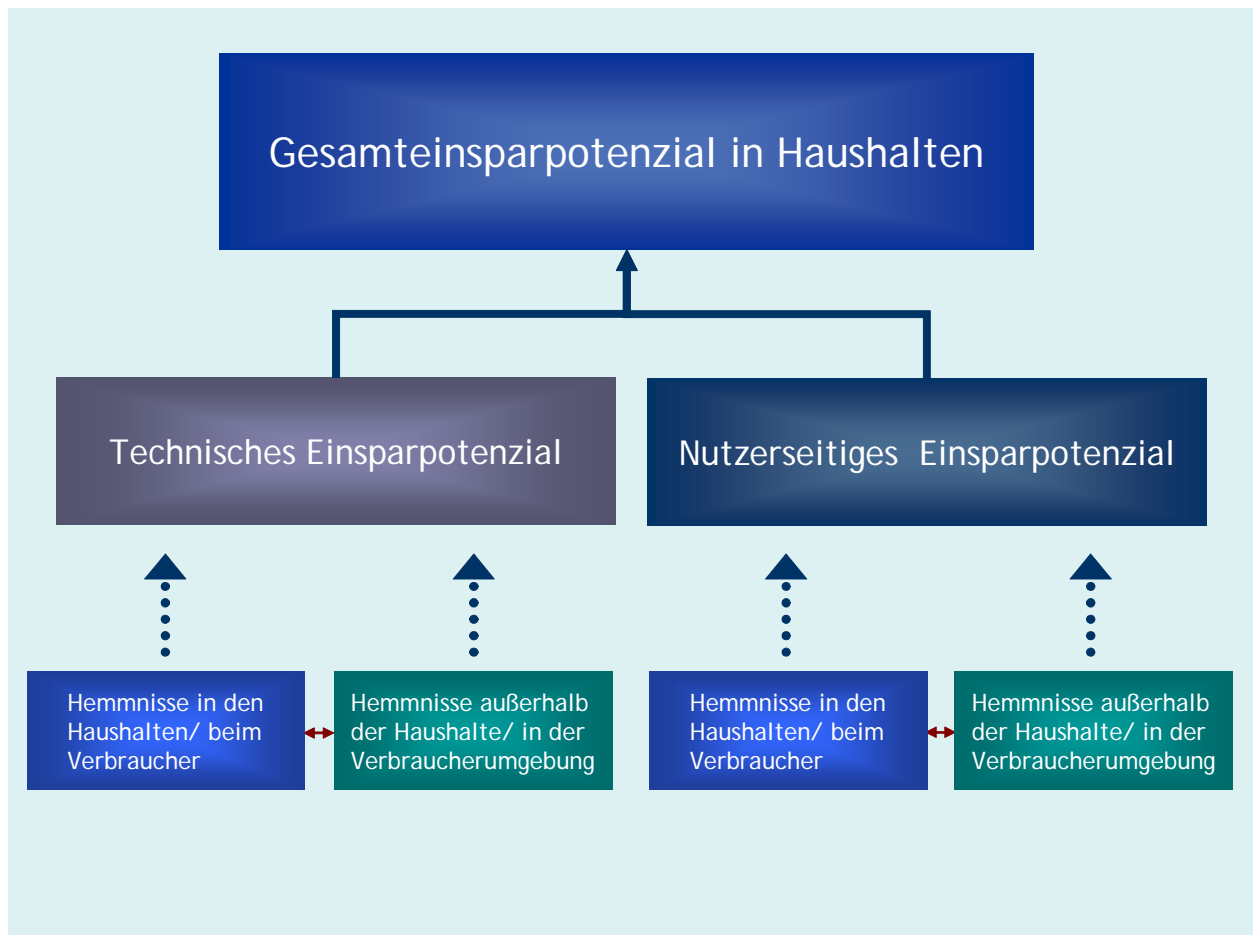 Gesamteinsparpotenzial in Haushalten
Technisches Einsparpotenzial
Nutzerseitiges Einsparpotenzial
Hemmnisse in den
Haushalten/ beim
Verbraucher
Hemmnisse außerhalb
der Haushalte/ in der
Verbraucherumgebung
Hemmnisse in den
Haushalten/ beim
Verbraucher
Hemmnisse außerhalb
der Haushalte/ in der
Verbraucherumgebung